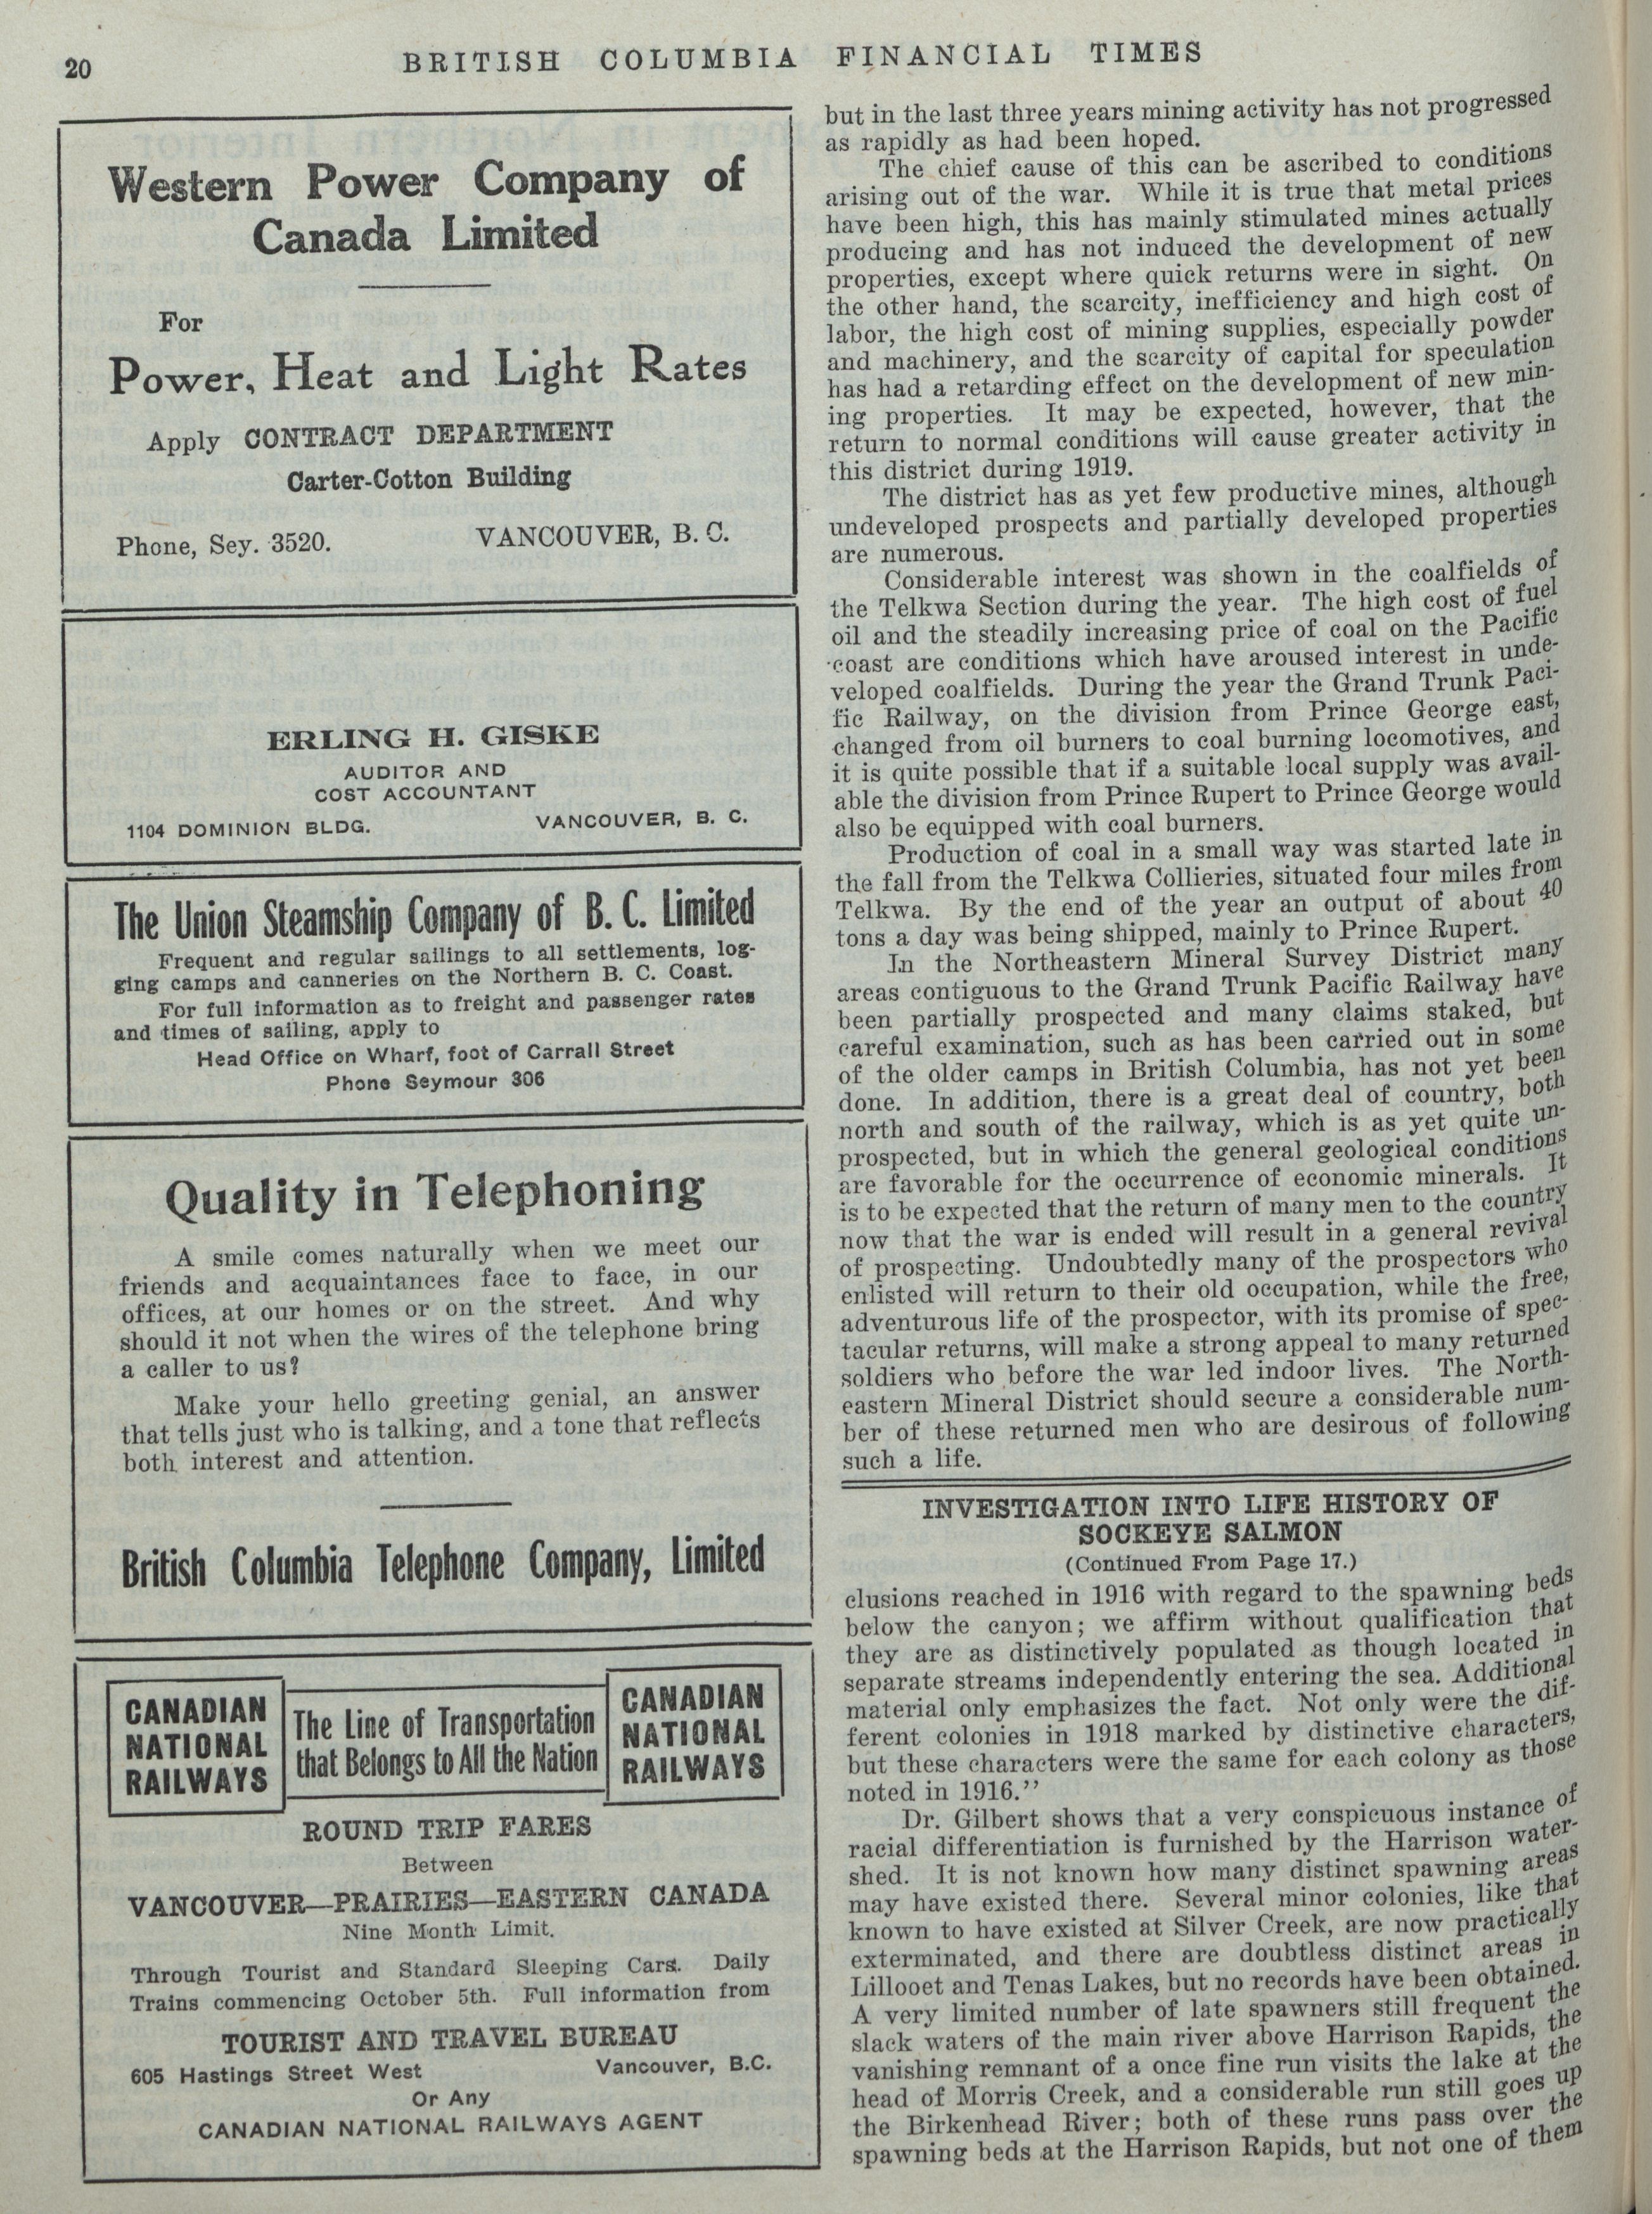 20
BRITISH COLUMBIA FINANCIAL TIMES
Western Power Company of
Canada Limited
For
Power, Heat and Light Rates
Apply CONTRACT DEPARTMENT
Carter-Cotton Building
Phone, Sey. 3520. VANCOUVER, B. C.
ERLING H. GISKE
AUDITOR AND
COST ACCOUNTANT
1104 DOMINION BLDG. VANCOUVER, B. C.
The Union Steamship Company of B. C. Limited
Frequent and regular sailings to all settlements, log-
ging camps and canneries on the Northern B. C. Coast.
For full information as to freight and passenger rates
and times of sailing, apply to
Head Office on Wharf, foot of Carrall Street
Phone Seymour 306
Quality in Telephoning
A smile comes naturally when we meet our
friends and acquaintances face to face, in our
offices, at our homes or on the street. And why
should it not when the wires of the telephone bring
a caller to us?
Make your hello greeting genial, an answer
that tells just who is talking, and a tone that reflects
both interest and attention.
British Columbia Telephone Company, Limited
CANADIAN
NATIONAL
RAILWAYS
The Line of Transportation
that Belongs to All the Nation
CANADIAN
NATIONAL
RAILWAYS
ROUND TRIP FARES
Between
VANCOUVER—PRAIRIES—EASTERN CANADA
Nine Month Limit.
Through Tourist and Standard Sleeping Cars. Daily
Trains commencing October 5th. Full information from
TOURIST AND TRAVEL BUREAU
605 Hastings Street West Vancouver, B.C.
Or Any
CANADIAN NATIONAL RAILWAYS AGENT
but in the last three years mining activity has not progressed
as rapidly as had been hoped.
The chief cause of this can be ascribed to conditions
arising out of the war. While it is true that metal prices
have been high, this has mainly stimulated mines actually
producing and has not induced the development of new
properties, except where quick returns were in sight. On
the other hand, the scarcity, inefficiency and high cost of
labor, the high cost of mining supplies, especially powder
and machinery, and the scarcity of capital for speculation
has had a retarding effect on the development of new min-
ing properties. It may be expected, however, that the
return to normal conditions will cause greater activity in
this district during 1919.
The district has as yet few productive mines, although
undeveloped prospects and partially developed properties
are numerous.
Considerable interest was shown in the coalfields of
the Telkwa Section during the year. The high cost of fuel
oil and the steadily increasing price of coal on the Pacific
coast are conditions which have aroused interest in unde-
veloped coalfields. During the year the Grand Trunk Paci-
fic Railway, on the division from Prince George east,
changed from oil burners to coal burning locomotives, and
it is quite possible that if a suitable local supply was avail-
able the division from Prince Rupert to Prince George would
also be equipped with coal burners.
Production of coal in a small way was started late in
the fall from the Telkwa Collieries, situated four miles from
Telkwa. By the end of the year an output of about 40
tons a day was being shipped, mainly to Prince Rupert.
In the Northeastern Mineral Survey District many
areas contiguous to the Grand Trunk Pacific Railway have
been partially prospected and many claims staked, but
careful examination, such as has been carried out in some
of the older camps in British Columbia, has not yet been
done. In addition, there is a great deal of country, both
north and south of the railway, which is as yet quite un-
prospected, but in which the general geological conditions
are favorable for the occurrence of economic minerals. It
is to be expected that the return of many men to the country
now that the war is ended will result in a general revival
of prospecting. Undoubtedly many of the prospectors who
enlisted will return to their old occupation, while the free,
adventurous life of the prospector, with its promise of spec-
tacular returns, will make a strong appeal to many returned
soldiers who before the war led indoor lives. The North-
eastern Mineral District should secure a considerable num-
ber of these returned men who are desirous of following
such a life.
INVESTIGATION INTO LIFE HISTORY OF
SOCKEYE SALMON
(Continued From Page 17.)
clusions reached in 1916 with regard to the spawning beds
below the canyon; we affirm without qualification that
they are as distinctively populated as though located in
separate streams independently entering the sea. Additional
material only emphasizes the fact. Not only were the dif-
ferent colonies in 1918 marked by distinctive characters,
but these characters were the same for each colony as those
noted in 1916."
Dr. Gilbert shows that a very conspicuous instance of
racial differentiation is furnished by the Harrison water-
shed. It is not known how many distinct spawning areas
may have existed there. Several minor colonies, like that
known to have existed at Silver Creek, are now practically
exterminated, and there are doubtless distinct areas in
Lillooet and Tenas Lakes, but no records have been obtained.
A very limited number of late spawners still frequent the
slack waters of the main river above Harrison Rapids, the
vanishing remnant of a once fine run visits the lake at the
head of Morris Creek, and a considerable run still goes up
the Birkenhead River; both of these runs pass over the
spawning beds at the Harrison Rapids, but not one of them